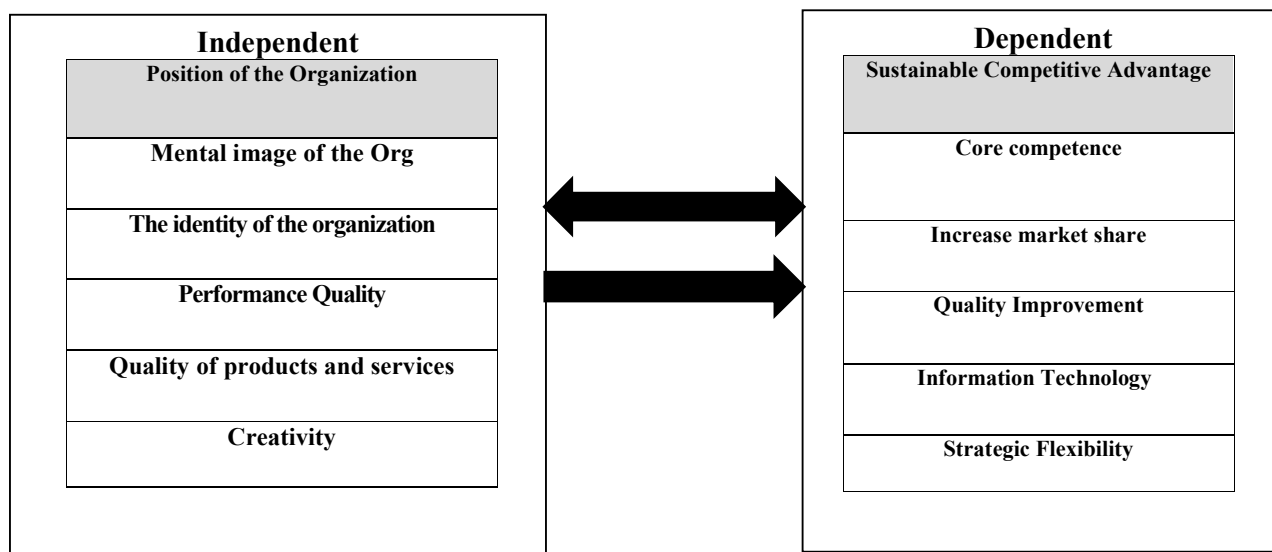 Independent
Position of the Organization
Mental image of the Org
The identity of the organization
Performance Quality
Quality of products and services
Creativity
Dependent
Sustainable Competitive Advantage
Core competence
Increase market share
Quality Improvement
Information Technology
Strategic Flexibility